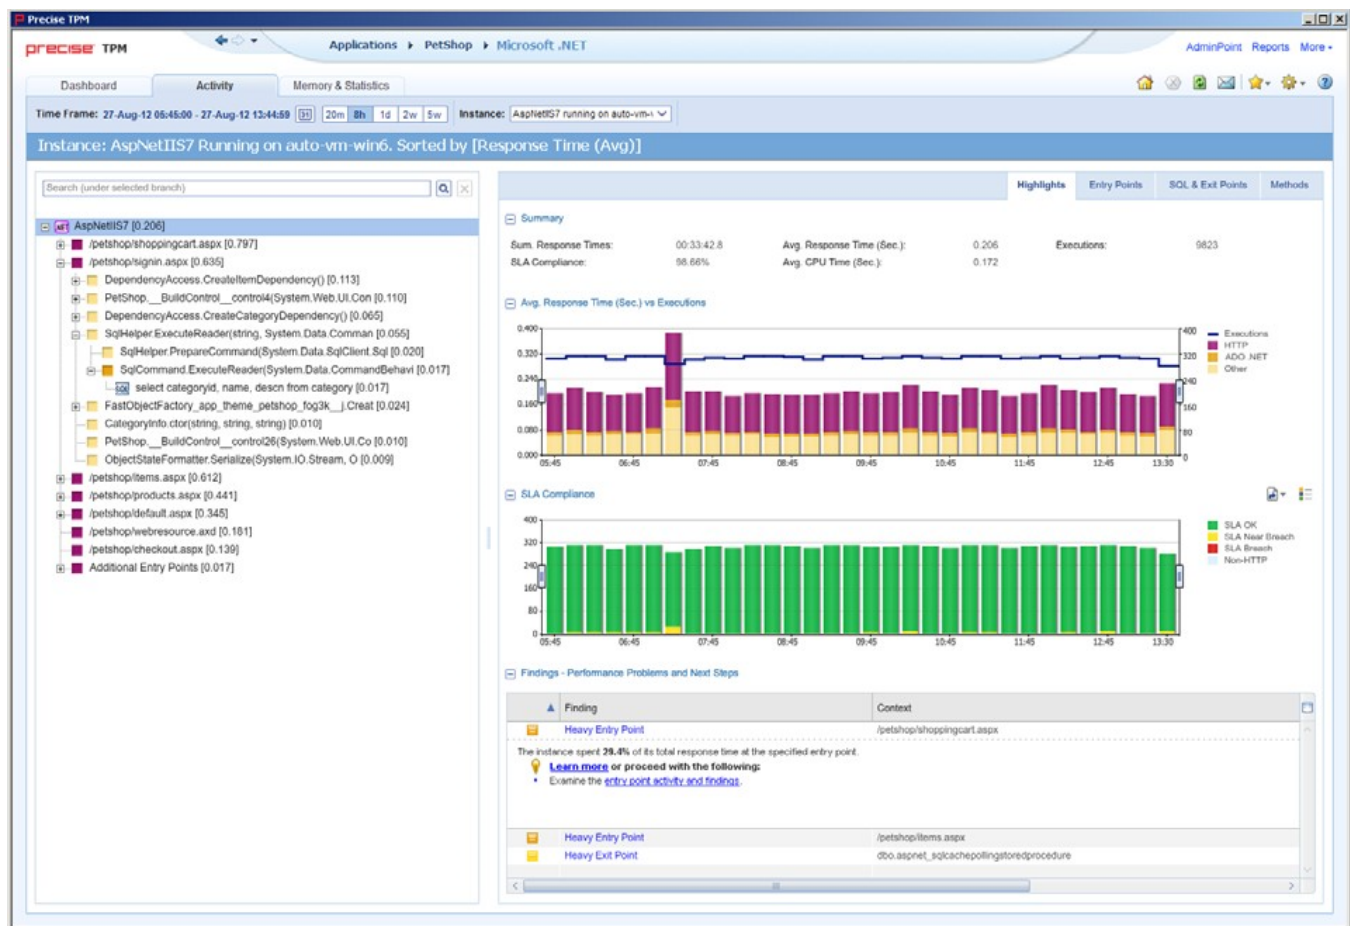 Precise TPM
precise TPM
Applications PetShop Microsoft .NET
AdminPoint Reports More
Dashboard Activity Memory & Statistics
Time Frame: 27-Aug-12 05:45:00 - 27-Aug-12 13:44:59 31 20m 8h 1d 2w 5w Instance: AspNetIIS7 running on auto-vm-
Instance: AspNetIIS7 Running on auto-vm-win6. Sorted by [Response Time (Avg)]
Search (under selected branch)
AspNetIIS7 [0.206]
/petshop/shoppingcart.aspx [0.797]
/petshop/signin.aspx [0.635]
DependencyAccess.CreateItemDependency() [0.113]
PetShop.__BuildControl__control4(System.Web.UI.Con [0.110]
DependencyAccess.CreateCategoryDependency() [0.065]
SqlHelper.ExecuteReader(string, System.Data.Comman [0.055]
SqlHelper.PrepareCommand(System.Data.SqlClient.Sql [0.020]
SqlCommand.ExecuteReader(System.Data.CommandBehavi [0.017]
select categoryid, name, descn from category [0.017]
FastObjectFactory_app_theme_petshop_fog3k__j.Creat [0.024]
CategoryInfo.ctor(string, string, string) [0.010]
PetShop.__BuildControl__control26(System.Web.UI.Co [0.010]
ObjectStateFormatter.Serialize(System.IO.Stream, O [0.009]
/petshop/items.aspx [0.612]
/petshop/products.aspx [0.441]
/petshop/default.aspx [0.345]
/petshop/webresource.axd [0.181]
/petshop/checkout.aspx [0.139]
Additional Entry Points [0.017]
Highlights Entry Points SQL & Exit Points Methods
Summary
Sum. Response Times: 00:33:42.8 Avg. Response Time (Sec.): 0.206 Executions: 9823
SLA Compliance: 98.66% Avg. CPU Time (Sec.): 0.172
Avg. Response Time (Sec.) vs Executions
0.400
0.320
0.240
0.160
0.080
0.000
400
320
240
160
80
0
05:45 06:45 07:45 08:45 09:45 10:45 11:45 12:45 13:30
Executions
HTTP
ADO .NET
Other
SLA Compliance
400
320
240
160
80
0
05:45 06:45 07:45 08:45 09:45 10:45 11:45 12:45 13:30
SLA OK
SLA Near Breach
SLA Breach
Non-HTTP
Findings - Performance Problems and Next Steps
Finding Context
Heavy Entry Point /petshop/shoppingcart.aspx
The instance spent 29.4% of its total response time at the specified entry point.
Learn more or proceed with the following:
Examine the entry point activity and findings.
Heavy Entry Point /petshop/items.aspx
Heavy Exit Point dbo.aspnet_sqlcachepollingstoredprocedure